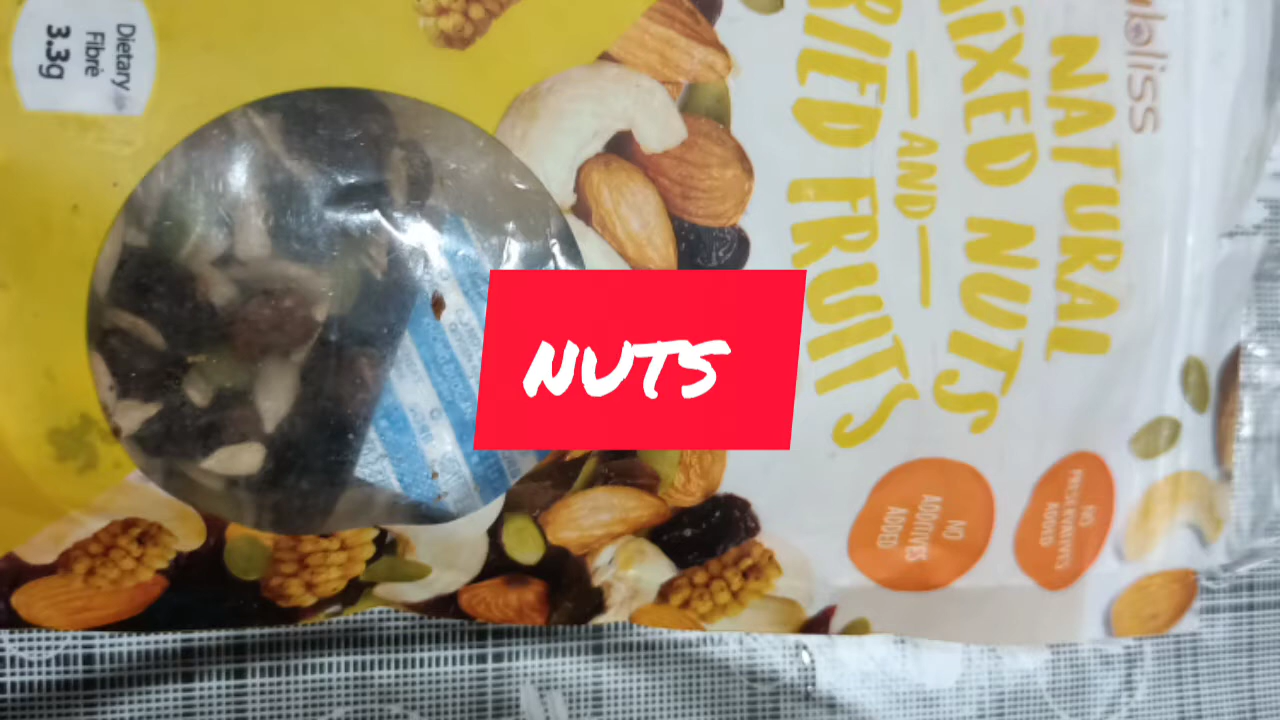 bliss
NATURAL
MIXED NUTS
AND
DRIED FRUITS
NO
PRESERVATIVES
ADDED
NO
ADDITIVES
ADDED
Dietary
Fibre
3.3g
NUTS